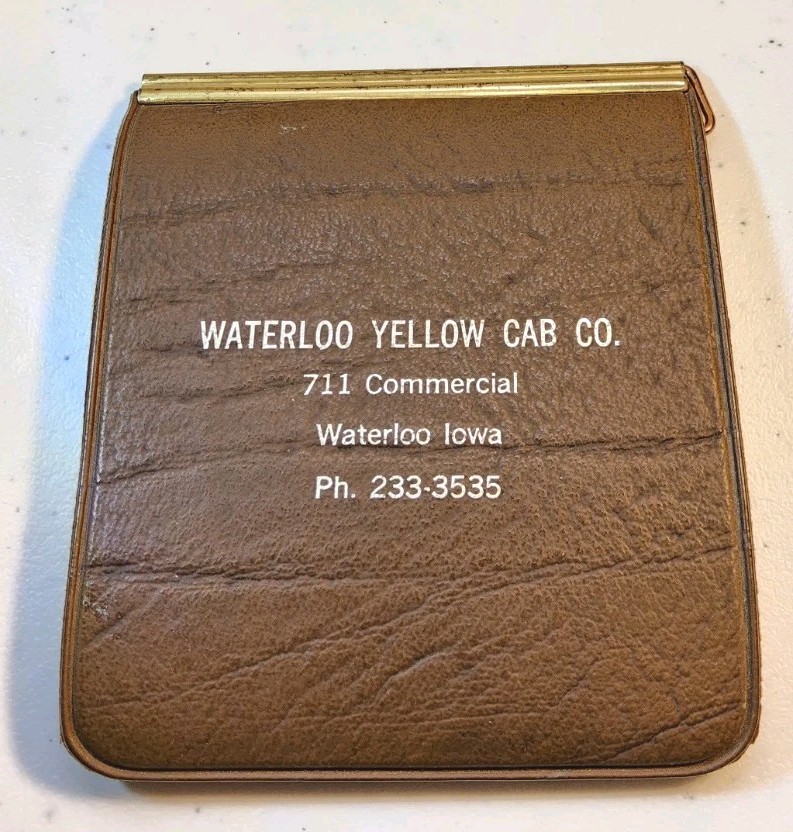 WATERLOO YELLOW CAB CO.
711 Commercial
Waterloo Iowa
Ph. 233-3535